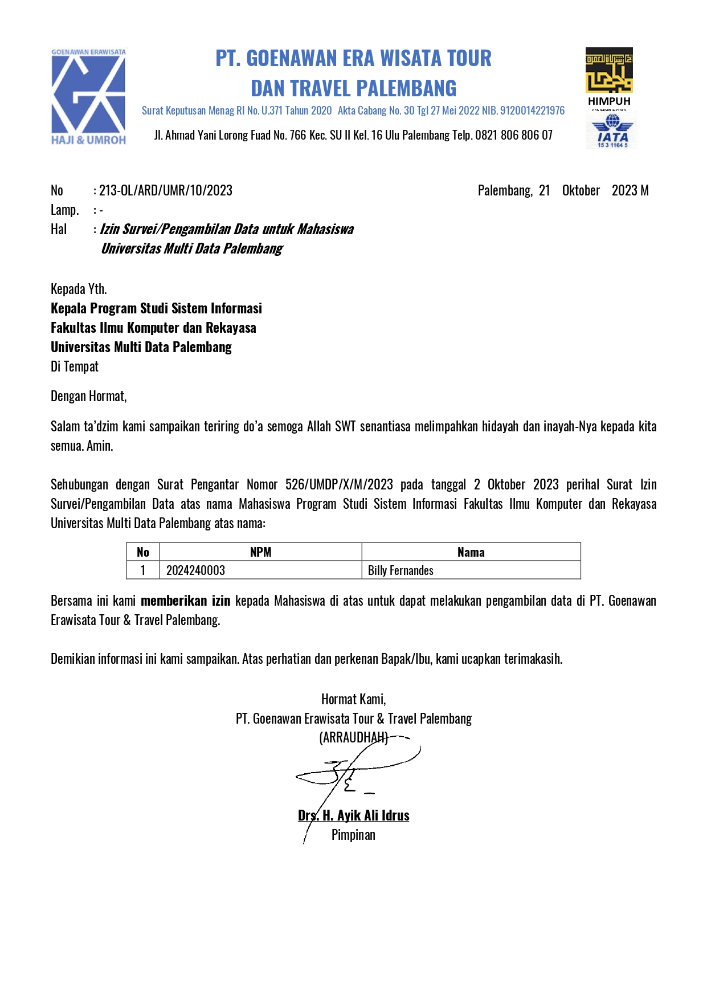 GOENAWAN ERAWISATA
HAJI & UMROH
PT. GOENAWAN ERA WISATA TOUR
DAN TRAVEL PALEMBANG
Surat Keputusan Menag RI No. U.371 Tahun 2020 Akta Cabang No. 30 Tgl 27 Mei 2022 NIB. 9120014221976
Jl. Ahmad Yani Lorong Fuad No. 766 Kec. SU II Kel. 16 Ulu Palembang Telp. 0821 806 806 07
HIMPUH
IATA
15 3 1164 5
No : 213-OL/ARD/UMR/10/2023 Palembang, 21 Oktober 2023 M
Lamp. : -
Hal : Izin Survei/Pengambilan Data untuk Mahasiswa
Universitas Multi Data Palembang
Kepada Yth.
Kepala Program Studi Sistem Informasi
Fakultas Ilmu Komputer dan Rekayasa
Universitas Multi Data Palembang
Di Tempat
Dengan Hormat,
Salam ta’dzim kami sampaikan teriring do’a semoga Allah SWT senantiasa melimpahkan hidayah dan inayah-Nya kepada kita
semua. Amin.
Sehubungan dengan Surat Pengantar Nomor 526/UMDP/X/M/2023 pada tanggal 2 Oktober 2023 perihal Surat Izin
Survei/Pengambilan Data atas nama Mahasiswa Program Studi Sistem Informasi Fakultas Ilmu Komputer dan Rekayasa
Universitas Multi Data Palembang atas nama:
No NPM Nama
1 2024240003 Billy Fernandes
Bersama ini kami memberikan izin kepada Mahasiswa di atas untuk dapat melakukan pengambilan data di PT. Goenawan
Erawisata Tour & Travel Palembang.
Demikian informasi ini kami sampaikan. Atas perhatian dan perkenan Bapak/Ibu, kami ucapkan terimakasih.
Hormat Kami,
PT. Goenawan Erawisata Tour & Travel Palembang
(ARRAUDHAH)
Drs. H. Ayik Ali Idrus
Pimpinan